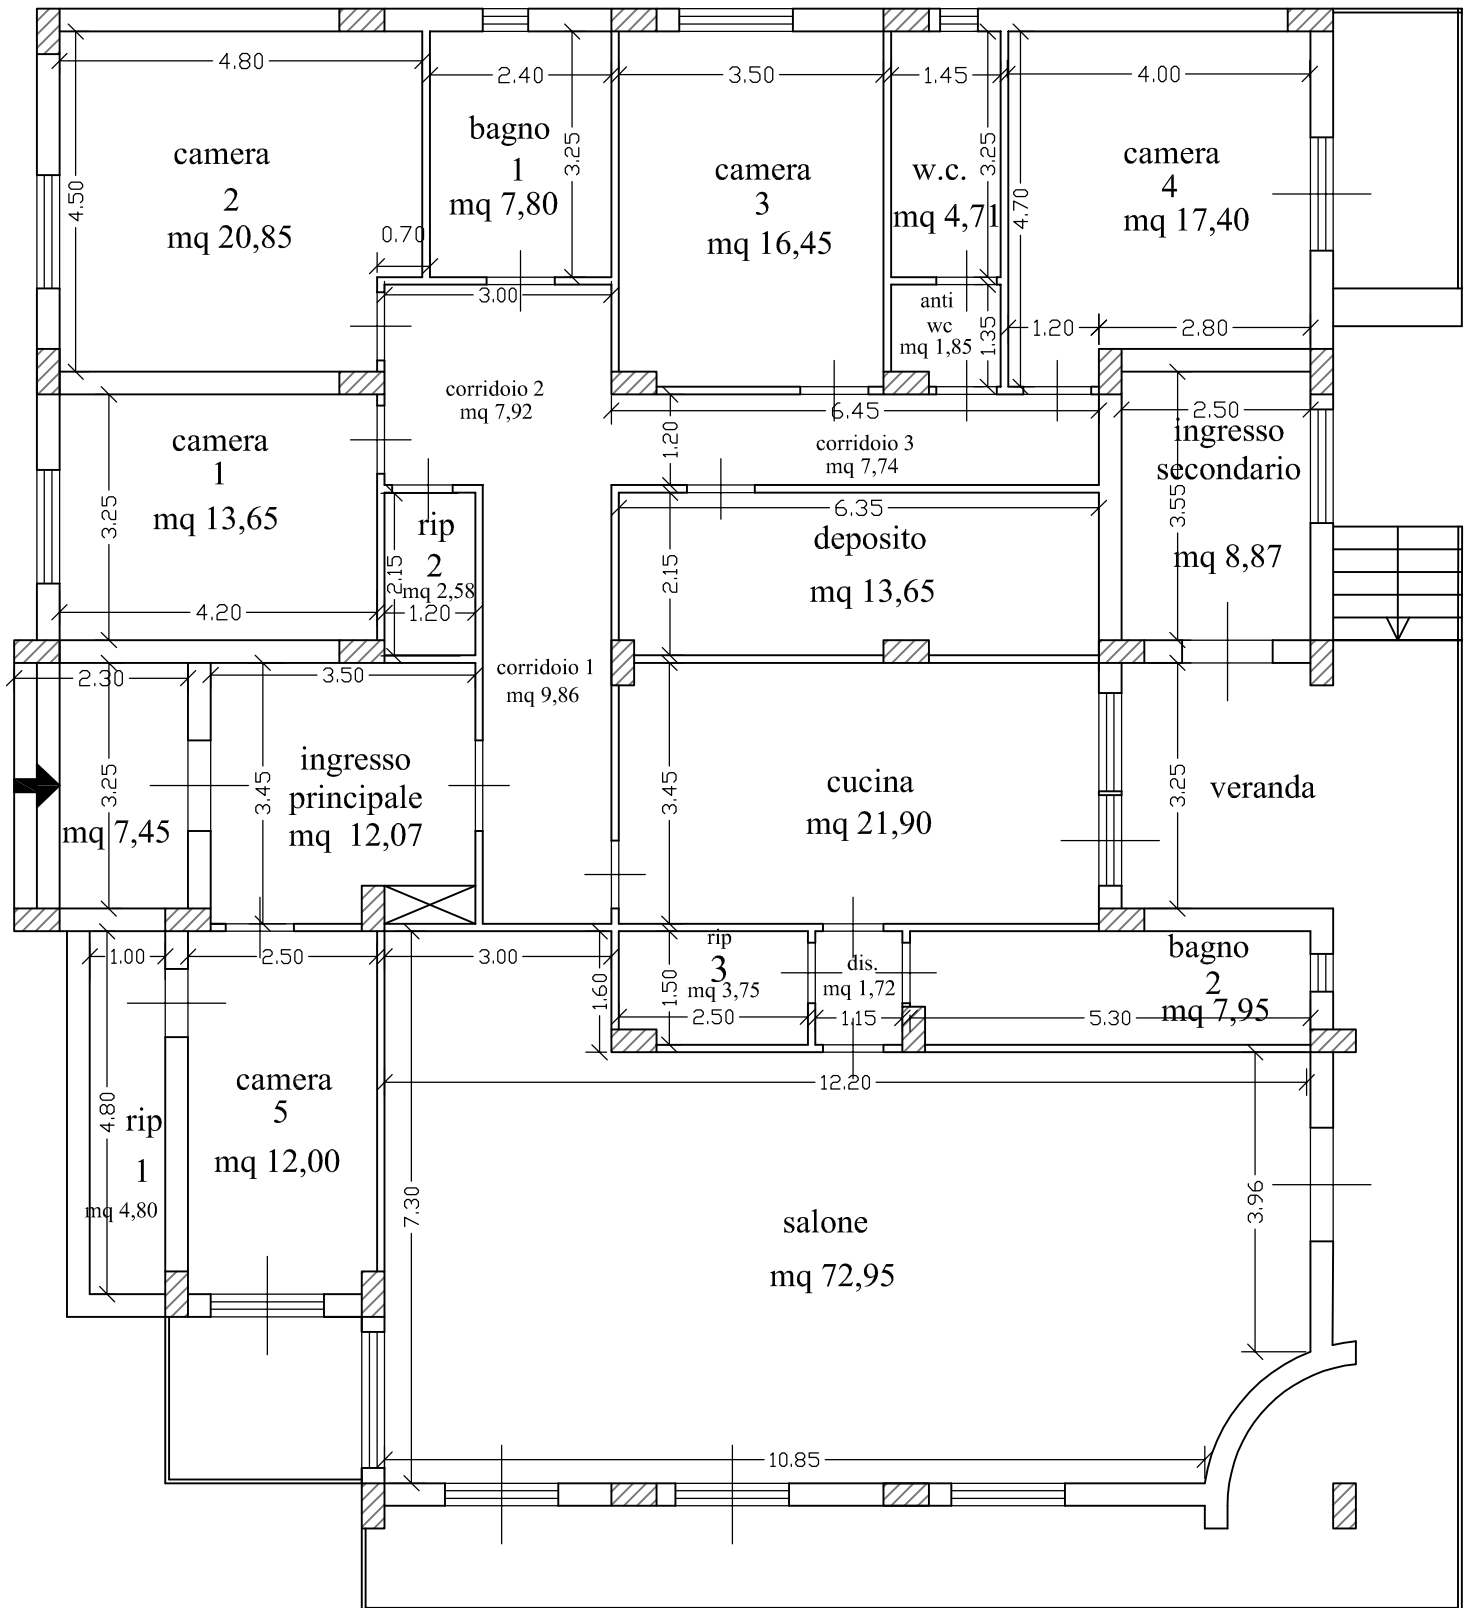 4.80
2.40
3.50
1.45
4.00
camera
2
mq 20,85
4.50
0.70
bagno
1
mq 7,80
3.25
camera
3
mq 16,45
w.c.
mq 4,71
3.25
4.70
camera
4
mq 17,40
3.00
anti
wc
mq 1,85
1.35
1.20
2.80
corridoio 2
mq 7,92
6.45
2.50
1.20
corridoio 3
mq 7,74
ingresso
secondario
3.55
mq 8,87
camera
1
mq 13,65
3.25
4.20
rip
2
mq 2,58
2.15
1.20
6.35
deposito
mq 13,65
2.15
2.30
3.50
corridoio 1
mq 9,86
3.25
mq 7,45
3.45
ingresso
principale
mq 12,07
3.45
cucina
mq 21,90
3.25
veranda
1.00
2.50
3.00
1.60
1.50
rip
3
mq 3,75
2.50
dis.
mq 1,72
1.15
bagno
2
mq 7,95
5.30
4.80
rip
1
mq 4,80
camera
5
mq 12,00
12.20
7.30
3.96
salone
mq 72,95
10.85